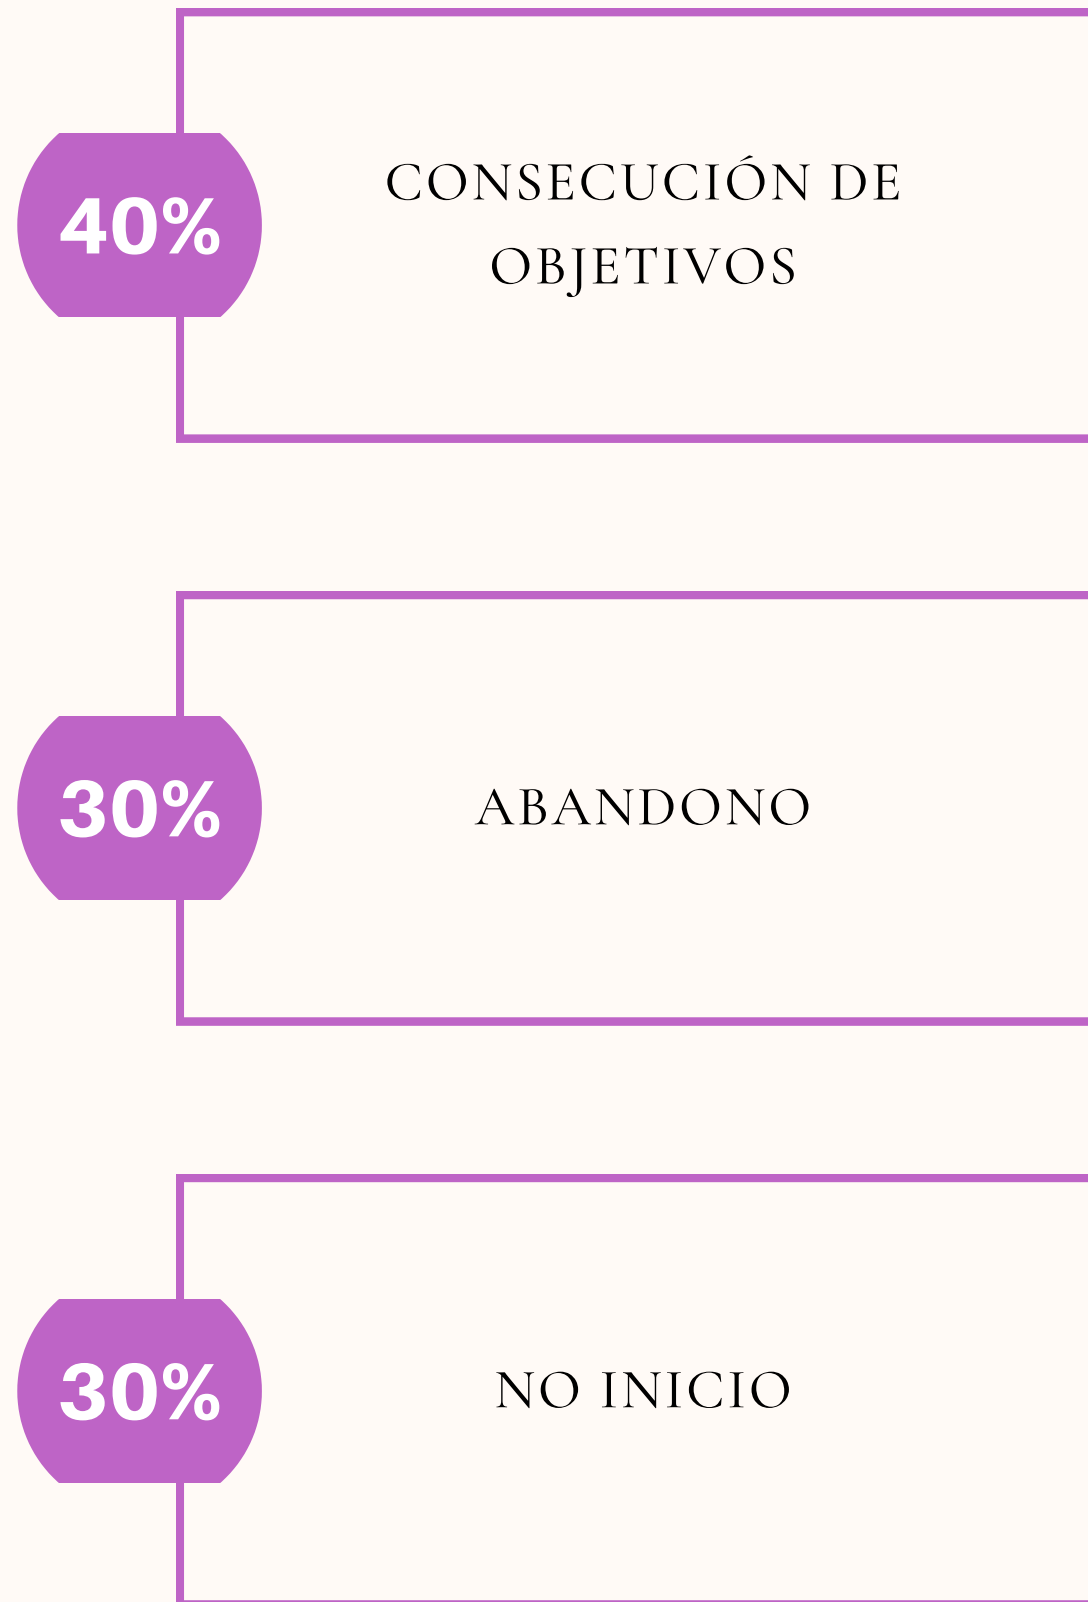 40%
CONSECUCIÓN DE
OBJETIVOS
30%
ABANDONO
30%
NO INICIO